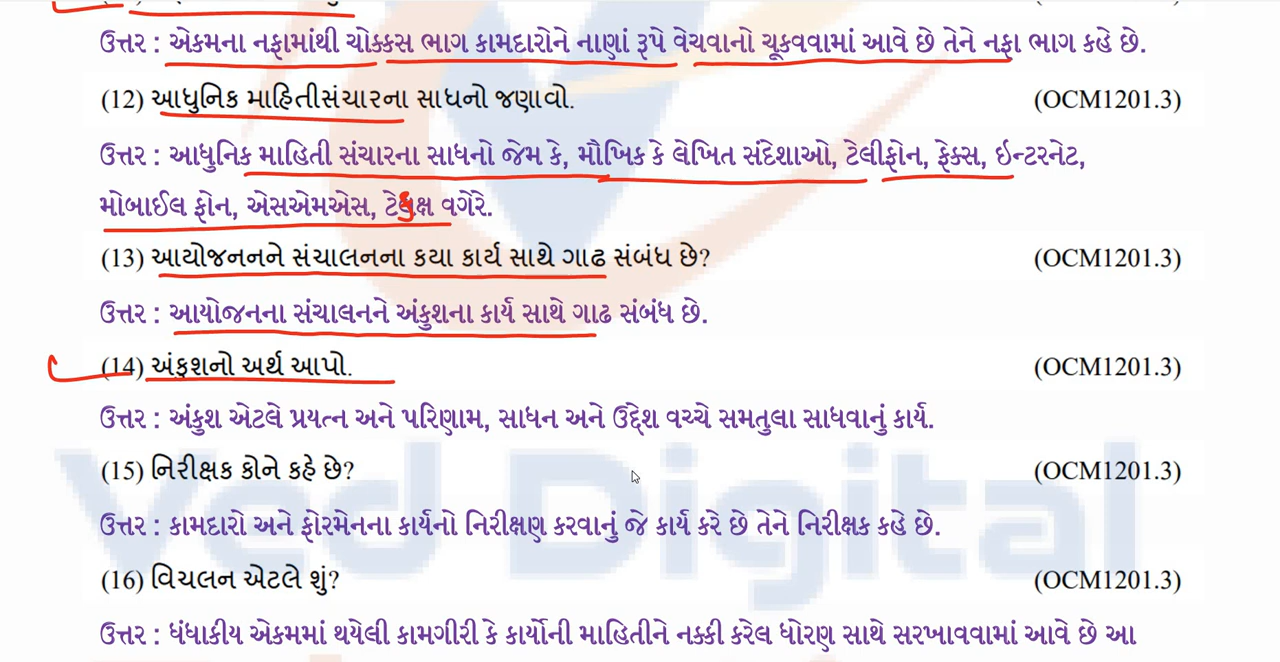 ઉત્તર : એકમના નફામાંથી ચોક્કસ ભાગ કામદારોને નાણાં રૂપે વેચવાનો ચૂકવવામાં આવે છે તેને નફા ભાગ કહે છે.
(12) આધુનિક માહિતીસંચારના સાધનો જણાવો. (OCM1201.3)
ઉત્તર : આધુનિક માહિતી સંચારના સાધનો જેમ કે, મૌખિક કે લેખિત સંદેશાઓ, ટેલીફોન, ફેક્સ, ઇન્ટરનેટ,
મોબાઈલ ફોન, એસએમએસ, વગેરે.
(13) આયોજનનને સંચાલનના કયા કાર્ય સાથે ગાઢ સંબંધ છે? (OCM1201.3)
ઉત્તર : આયોજનના સંચાલનને અંકુશના કાર્ય સાથે ગાઢ સંબંધ છે.
(14) અંકુશનો અર્થ આપો. (OCM1201.3)
ઉત્તર : અંકુશ એટલે પ્રયત્ન અને પરિણામ, સાધન અને ઉદ્દેશ વચ્ચે સમતુલા સાધવાનું કાર્ય.
(15) નિરીક્ષક કોને કહે છે? (OCM1201.3)
ઉત્તર : કામદારો અને ફોરમેનના કાર્યનો નિરીક્ષણ કરવાનું જે કાર્ય કરે છે તેને નિરીક્ષક કહે છે.
(16) વિચલન એટલે શું? (OCM1201.3)
ઉત્તર : ધંધાકીય એકમમાં થયેલી કામગીરી કે કાર્યોની માહિતીને નક્કી કરેલ ધોરણ સાથે સરખાવવામાં આવે છે આ
Ved Digital